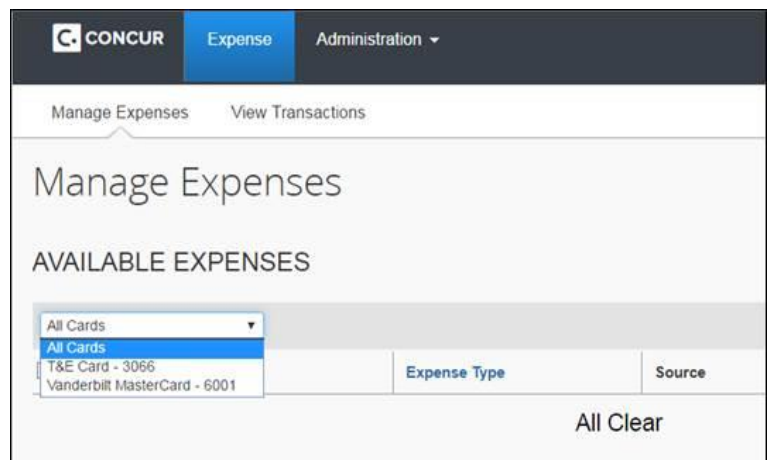 C. CONCUR Expense Administration
Manage Expenses View Transactions
Manage Expenses
AVAILABLE EXPENSES
All Cards
All Cards
T&E Card - 3066
Vanderbilt MasterCard - 6001
Expense Type Source
All Clear